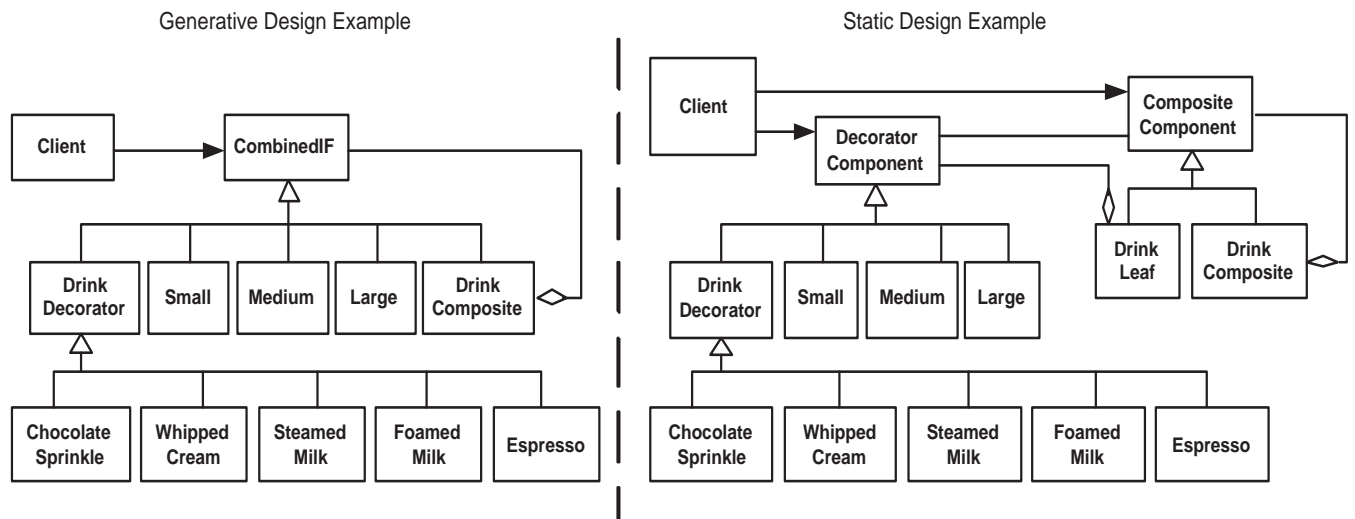 Generative Design Example
Client
CombinedIF
Drink
Decorator
Small
Medium
Large
Drink
Composite
Chocolate
Sprinkle
Whipped
Cream
Steamed
Milk
Foamed
Milk
Espresso
Static Design Example
Client
Composite
Component
Decorator
Component
Drink
Leaf
Drink
Composite
Drink
Decorator
Small
Medium
Large
Chocolate
Sprinkle
Whipped
Cream
Steamed
Milk
Foamed
Milk
Espresso